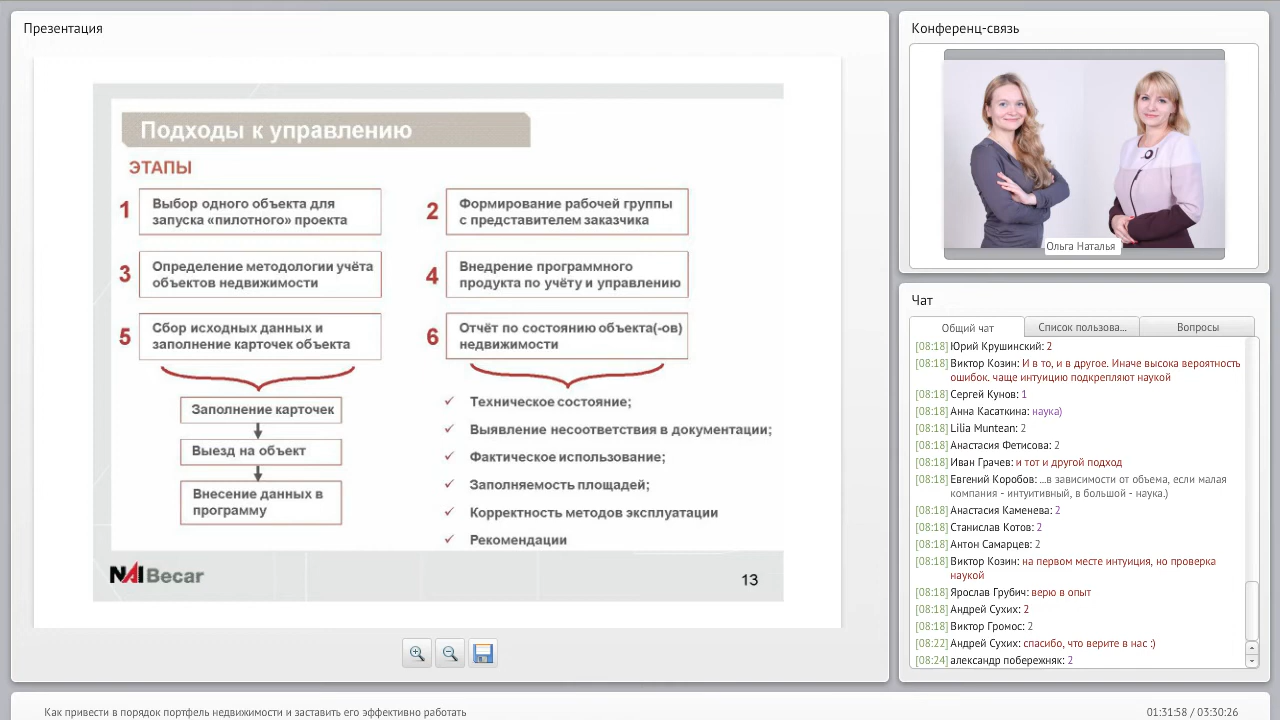 Презентация
Подходы к управлению
ЭТАПЫ
1
Выбор одного объекта для
запуска «пилотного» проекта
2
Формирование рабочей группы
с представителем заказчика
3
Определение методологии учёта
объектов недвижимости
4
Внедрение программного
продукта по учёту и управлению
5
Сбор исходных данных и
заполнение карточек объекта
6
Отчёт по состоянию объекта(-ов)
недвижимости
Заполнение карточек
Выезд на объект
Внесение данных в
программу
Техническое состояние;
Выявление несоответствия в документации;
Фактическое использование;
Заполняемость площадей;
Корректность методов эксплуатации
Рекомендации
NAI Becar
13
Конференц-связь
Ольга Наталья
Чат
Общий чат
Список пользова...
Вопросы
[08:18] Юрий Крушинский: 2
[08:18] Виктор Козин: И в то, и в другое. Иначе высока вероятность
ошибок. чаще интуицию подкрепляют наукой
[08:18] Сергей Кунов: 1
[08:18] Анна Касаткина: наука)
[08:18] Lilia Muntean: 2
[08:18] Анастасия Фетисова: 2
[08:18] Иван Грачев: и тот и другой подход
[08:18] Евгений Коробов: ...в зависимости от объема, если малая
компания - интуитивный, в большой - наука.)
[08:18] Анастасия Каменева: 2
[08:18] Станислав Котов: 2
[08:18] Антон Самарцев: 2
[08:18] Виктор Козин: на первом месте интуиция, но проверка
наукой
[08:18] Ярослав Грубич: верю в опыт
[08:18] Андрей Сухих: 2
[08:18] Виктор Громос: 2
[08:22] Андрей Сухих: спасибо, что верите в нас :)
[08:24] александр побережняк: 2
Как привести в порядок портфель недвижимости и заставить его эффективно работать
01:31:58 / 03:30:26